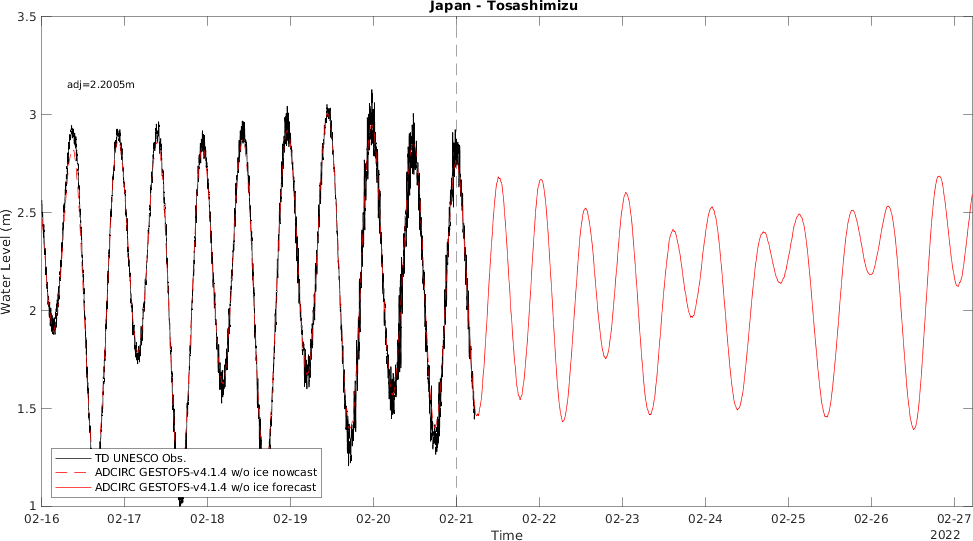 Japan - Tosashimizu
3.5
adj=2.2005m
3
2.5
2
1.5
1
Water Level (m)
TD UNESCO Obs.
ADCIRC GESTOFS-v4.1.4 w/o ice nowcast
ADCIRC GESTOFS-v4.1.4 w/o ice forecast
02-16 02-17 02-18 02-19 02-20 02-21 02-22 02-23 02-24 02-25 02-26 02-27
Time
2022